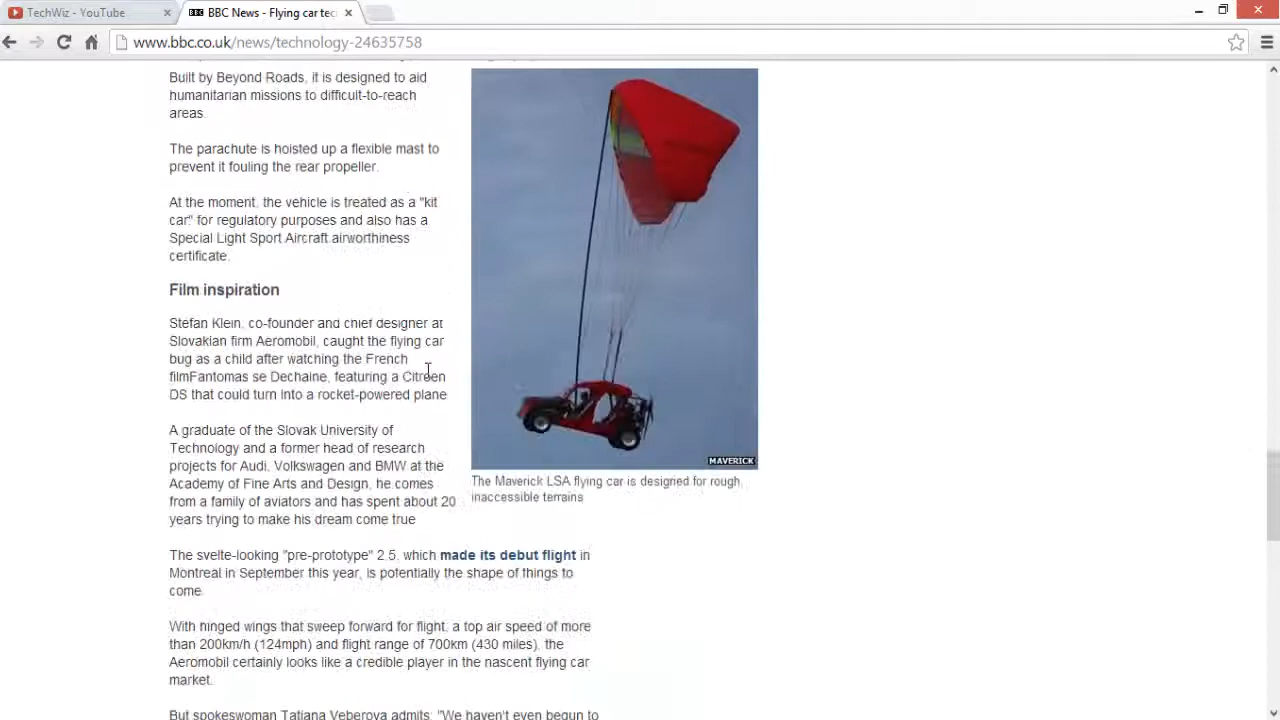 TechWiz - YouTube
BBC News - Flying car tec
www.bbc.co.uk/news/technology-24635758
Built by Beyond Roads, it is designed to aid
humanitarian missions to difficult-to-reach
areas.
The parachute is hoisted up a flexible mast to
prevent it fouling the rear propeller.
At the moment, the vehicle is treated as a "kit
car" for regulatory purposes and also has a
Special Light Sport Aircraft airworthiness
certificate.
Film inspiration
Stefan Klein, co-founder and chief designer at
Slovakian firm Aeromobil, caught the flying car
bug as a child after watching the French
filmFantomas se Dechaine, featuring a Citroen
DS that could turn into a rocket-powered plane
A graduate of the Slovak University of
Technology and a former head of research
projects for Audi, Volkswagen and BMW at the
Academy of Fine Arts and Design, he comes
from a family of aviators and has spent about 20
years trying to make his dream come true
MAVERICK
The Maverick LSA flying car is designed for rough,
inaccessible terrains
The svelte-looking "pre-prototype" 2.5, which made its debut flight in
Montreal in September this year, is potentially the shape of things to
come.
With hinged wings that sweep forward for flight, a top air speed of more
than 200km/h (124mph) and flight range of 700km (430 miles), the
Aeromobil certainly looks like a credible player in the nascent flying car
market.
But spokeswoman Tatiana Veberova admits: "We haven't even begun to